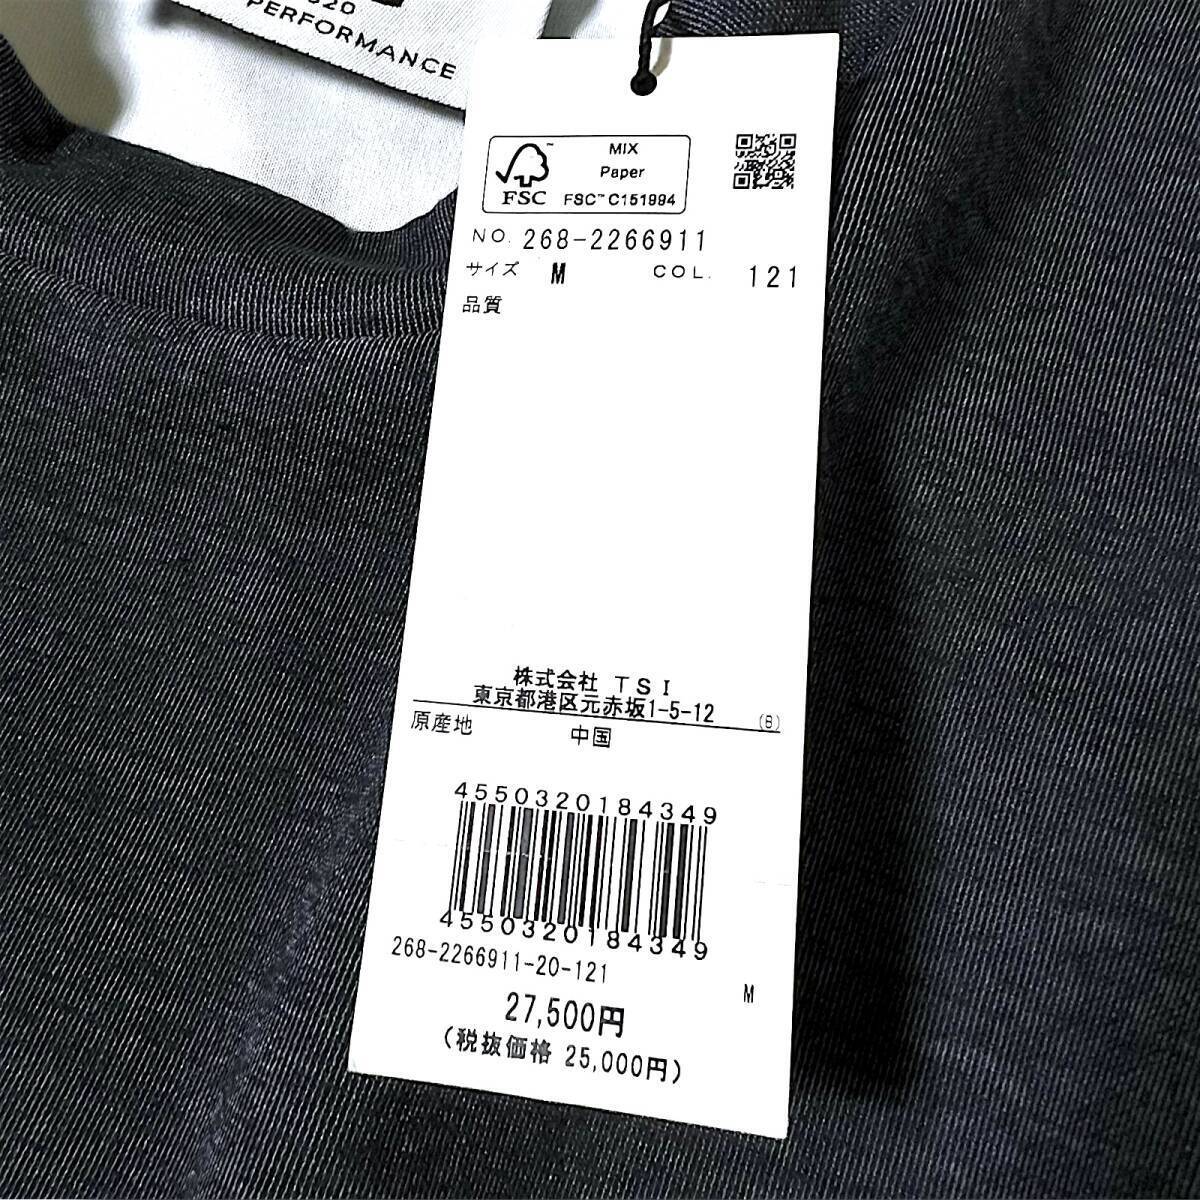 320
PERFORMANCE
FSC™
MIX
Paper
FSC™ C151994
NO. 268-2266911
サイズ M COL. 121
品質
株式会社 TSI
東京都港区元赤坂1-5-12 (B)
原産地 中国
4550320184349
4550320184349
268-2266911-20-121
M
27,500円
(税抜価格 25,000円)